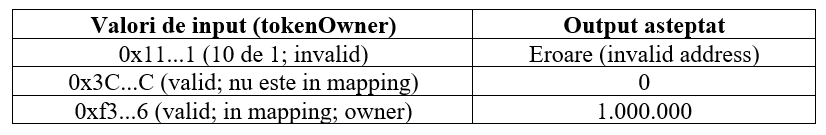 Valori de input (tokenOwner) Output asteptat
0x11...1 (10 de 1; invalid) Eroare (invalid address)
0x3C...C (valid; nu este in mapping) 0
0xf3...6 (valid; in mapping; owner) 1.000.000